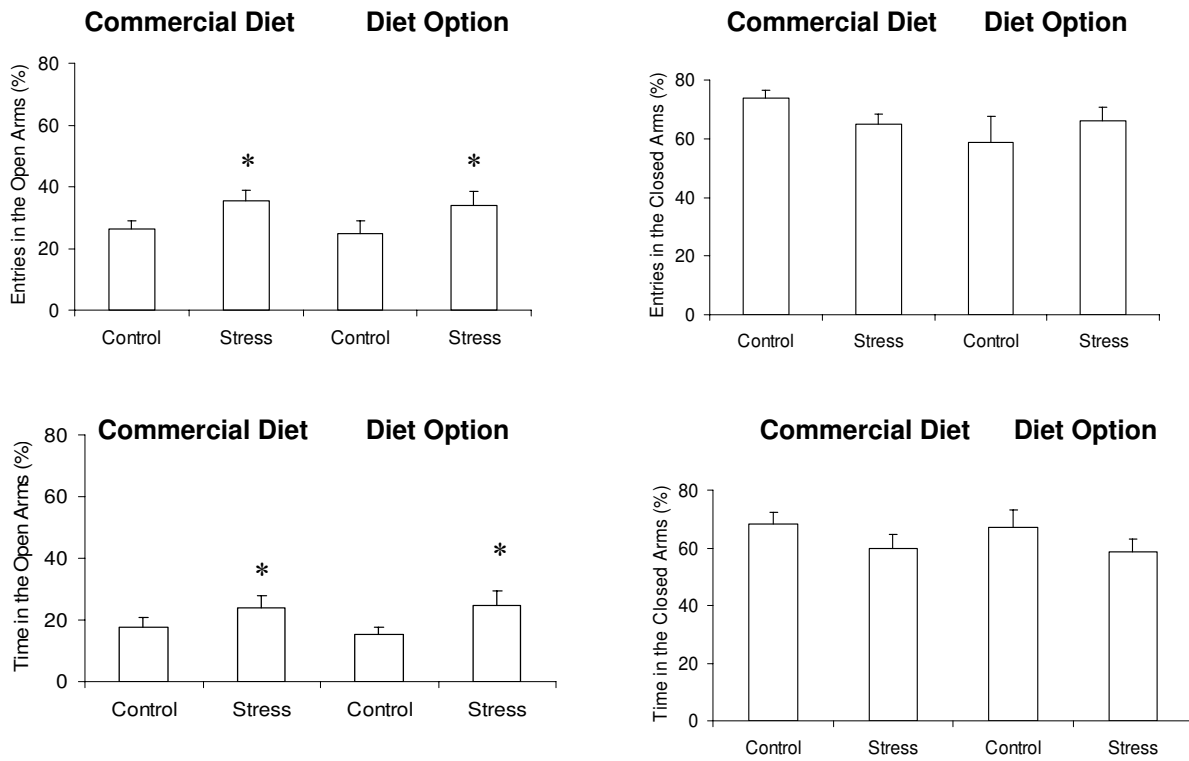 Commercial Diet Diet Option
Entries in the Open Arms (%)
80
60
40
20
0
* *
Control Stress Control Stress
Commercial Diet Diet Option
Entries in the Closed Arms (%)
80
60
40
20
0
Control Stress Control Stress
Commercial Diet Diet Option
Time in the Open Arms (%)
80
60
40
20
0
* *
Control Stress Control Stress
Commercial Diet Diet Option
Time in the Closed Arms (%)
80
60
40
20
0
Control Stress Control Stress